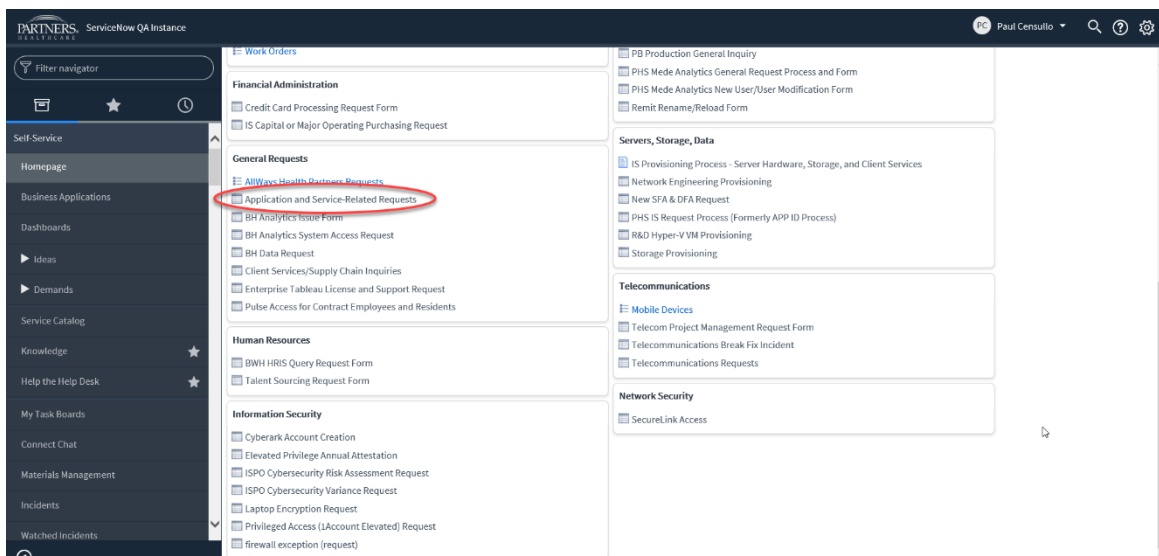 PARTNERS.
HEALTHCARE
ServiceNow QA Instance
PC
Paul Censullo
Filter navigator
Self-Service
Homepage
Business Applications
Dashboards
Ideas
Demands
Service Catalog
Knowledge
Help the Help Desk
My Task Boards
Connect Chat
Materials Management
Incidents
Watched Incidents
Work Orders
Financial Administration
Credit Card Processing Request Form
IS Capital or Major Operating Purchasing Request
General Requests
AllWays Health Partners Requests
Application and Service-Related Requests
BH Analytics Issue Form
BH Analytics System Access Request
BH Data Request
Client Services/Supply Chain Inquiries
Enterprise Tableau License and Support Request
Pulse Access for Contract Employees and Residents
Human Resources
BWH HRIS Query Request Form
Talent Sourcing Request Form
Information Security
Cyberark Account Creation
Elevated Privilege Annual Attestation
ISPO Cybersecurity Risk Assessment Request
ISPO Cybersecurity Variance Request
Laptop Encryption Request
Privileged Access (1Account Elevated) Request
firewall exception (request)
PB Production General Inquiry
PHS Mede Analytics General Request Process and Form
PHS Mede Analytics New User/User Modification Form
Remit Rename/Reload Form
Servers, Storage, Data
IS Provisioning Process - Server Hardware, Storage, and Client Services
Network Engineering Provisioning
New SFA & DFA Request
PHS IS Request Process (Formerly APP ID Process)
R&D Hyper-V VM Provisioning
Storage Provisioning
Telecommunications
Mobile Devices
Telecom Project Management Request Form
Telecommunications Break Fix Incident
Telecommunications Requests
Network Security
SecureLink Access